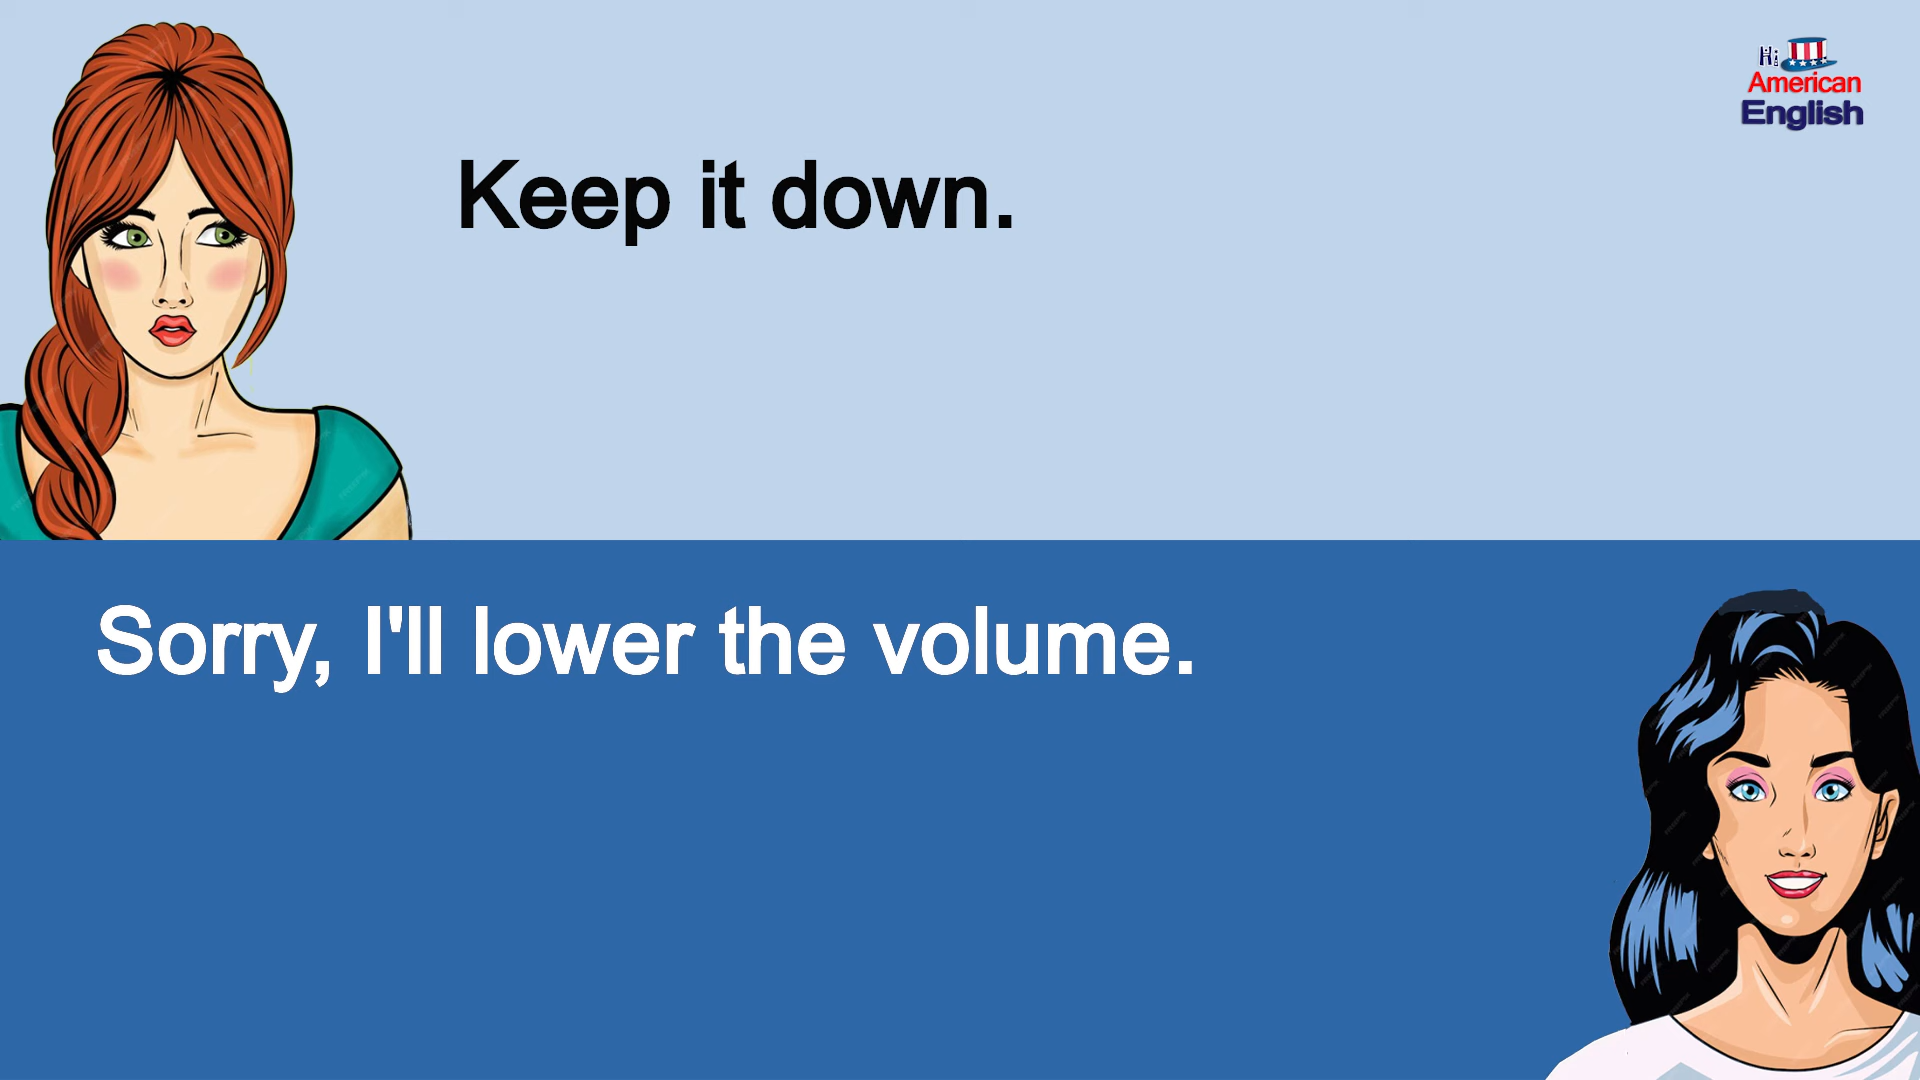 Hi
American
English
Keep it down.
Sorry, I'll lower the volume.